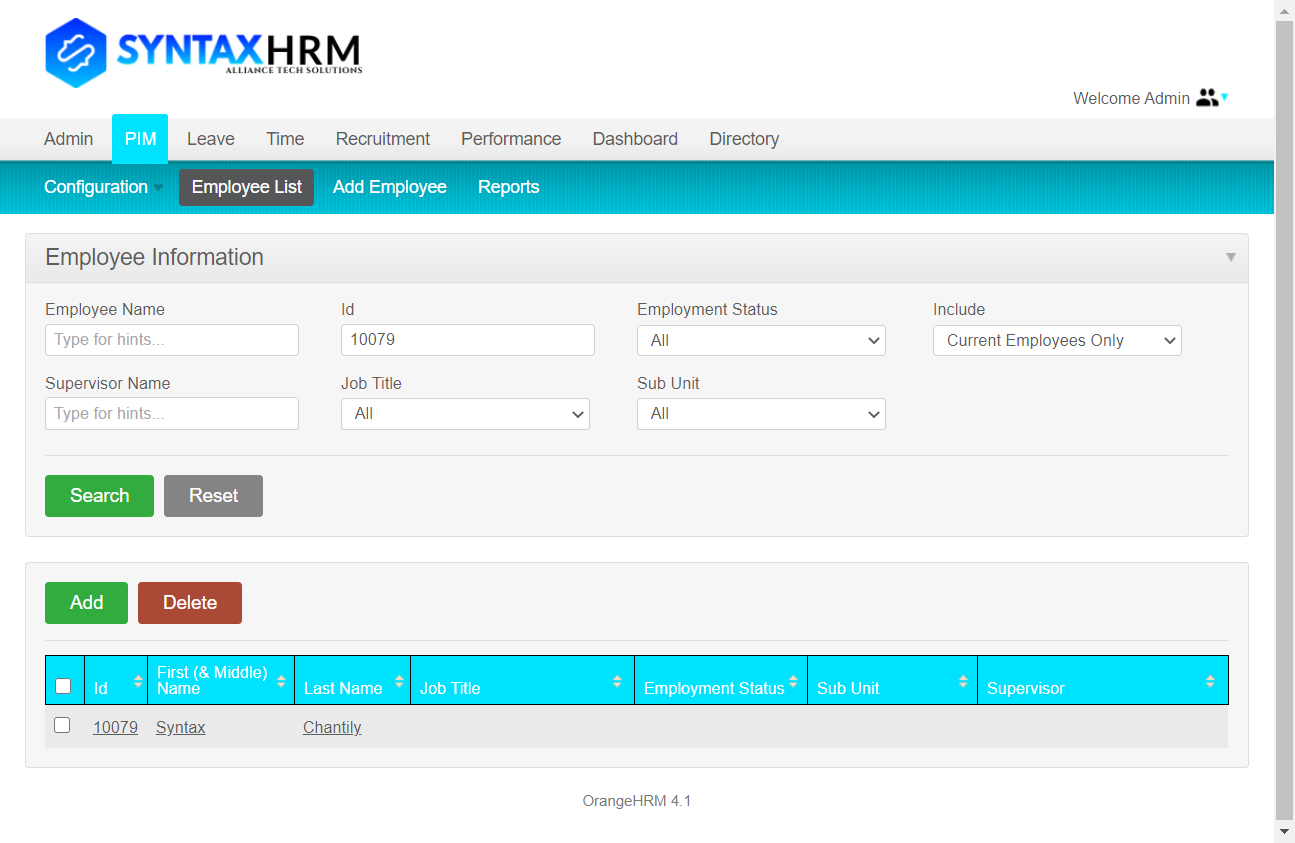 SYNTAXHRM
ALLIANCE TECH SOLUTIONS
Welcome Admin
Admin PIM Leave Time Recruitment Performance Dashboard Directory
Configuration Employee List Add Employee Reports
Employee Information
Employee Name Id Employment Status Include
Type for hints... 10079 All Current Employees Only
Supervisor Name Job Title Sub Unit
Type for hints... All All
Search Reset
Add Delete
Id First (& Middle) Name Last Name Job Title Employment Status Sub Unit Supervisor
10079 Syntax Chantily
OrangeHRM 4.1